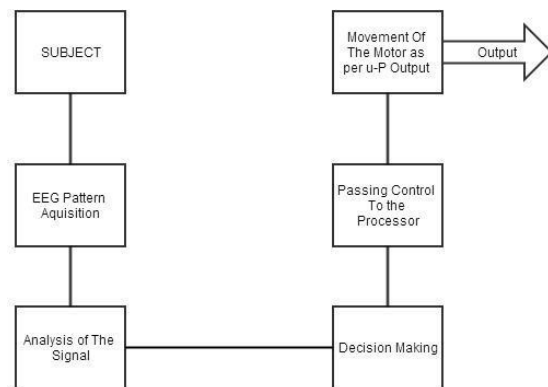 SUBJECT
EEG Pattern
Aquisition
Analysis of The
Signal
Decision Making
Passing Control
To the
Processor
Movement Of
The Motor as
per u-P Output
Output